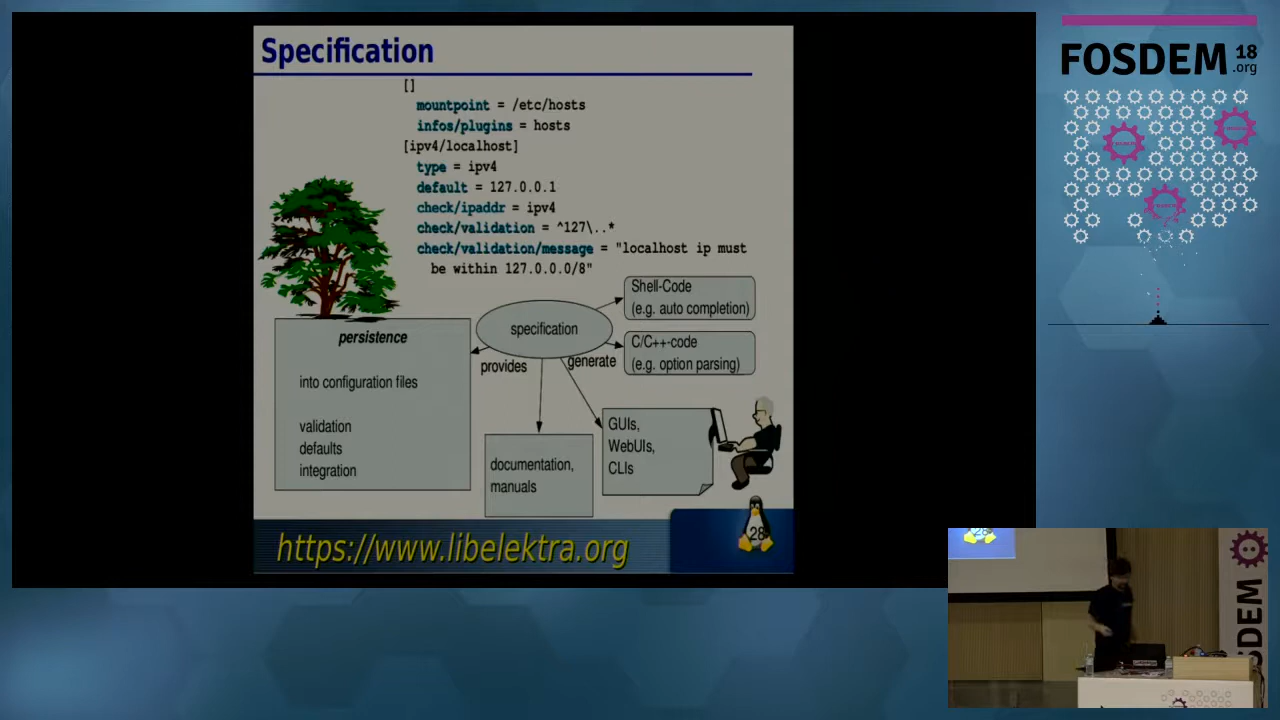 Specification
[]
mountpoint = /etc/hosts
infos/plugins = hosts
[ipv4/localhost]
type = ipv4
default = 127.0.0.1
check/ipaddr = ipv4
check/validation = ^127\..*
check/validation/message = "localhost ip must
be within 127.0.0.0/8"
Shell-Code
(e.g. auto completion)
specification
persistence
C/C++-code
(e.g. option parsing)
provides
generate
into configuration files
validation
defaults
integration
documentation,
manuals
GUIs,
WebUIs,
CLIs
https://www.libelektra.org
28
FOSDEM 18
.org
28
FOSDEM